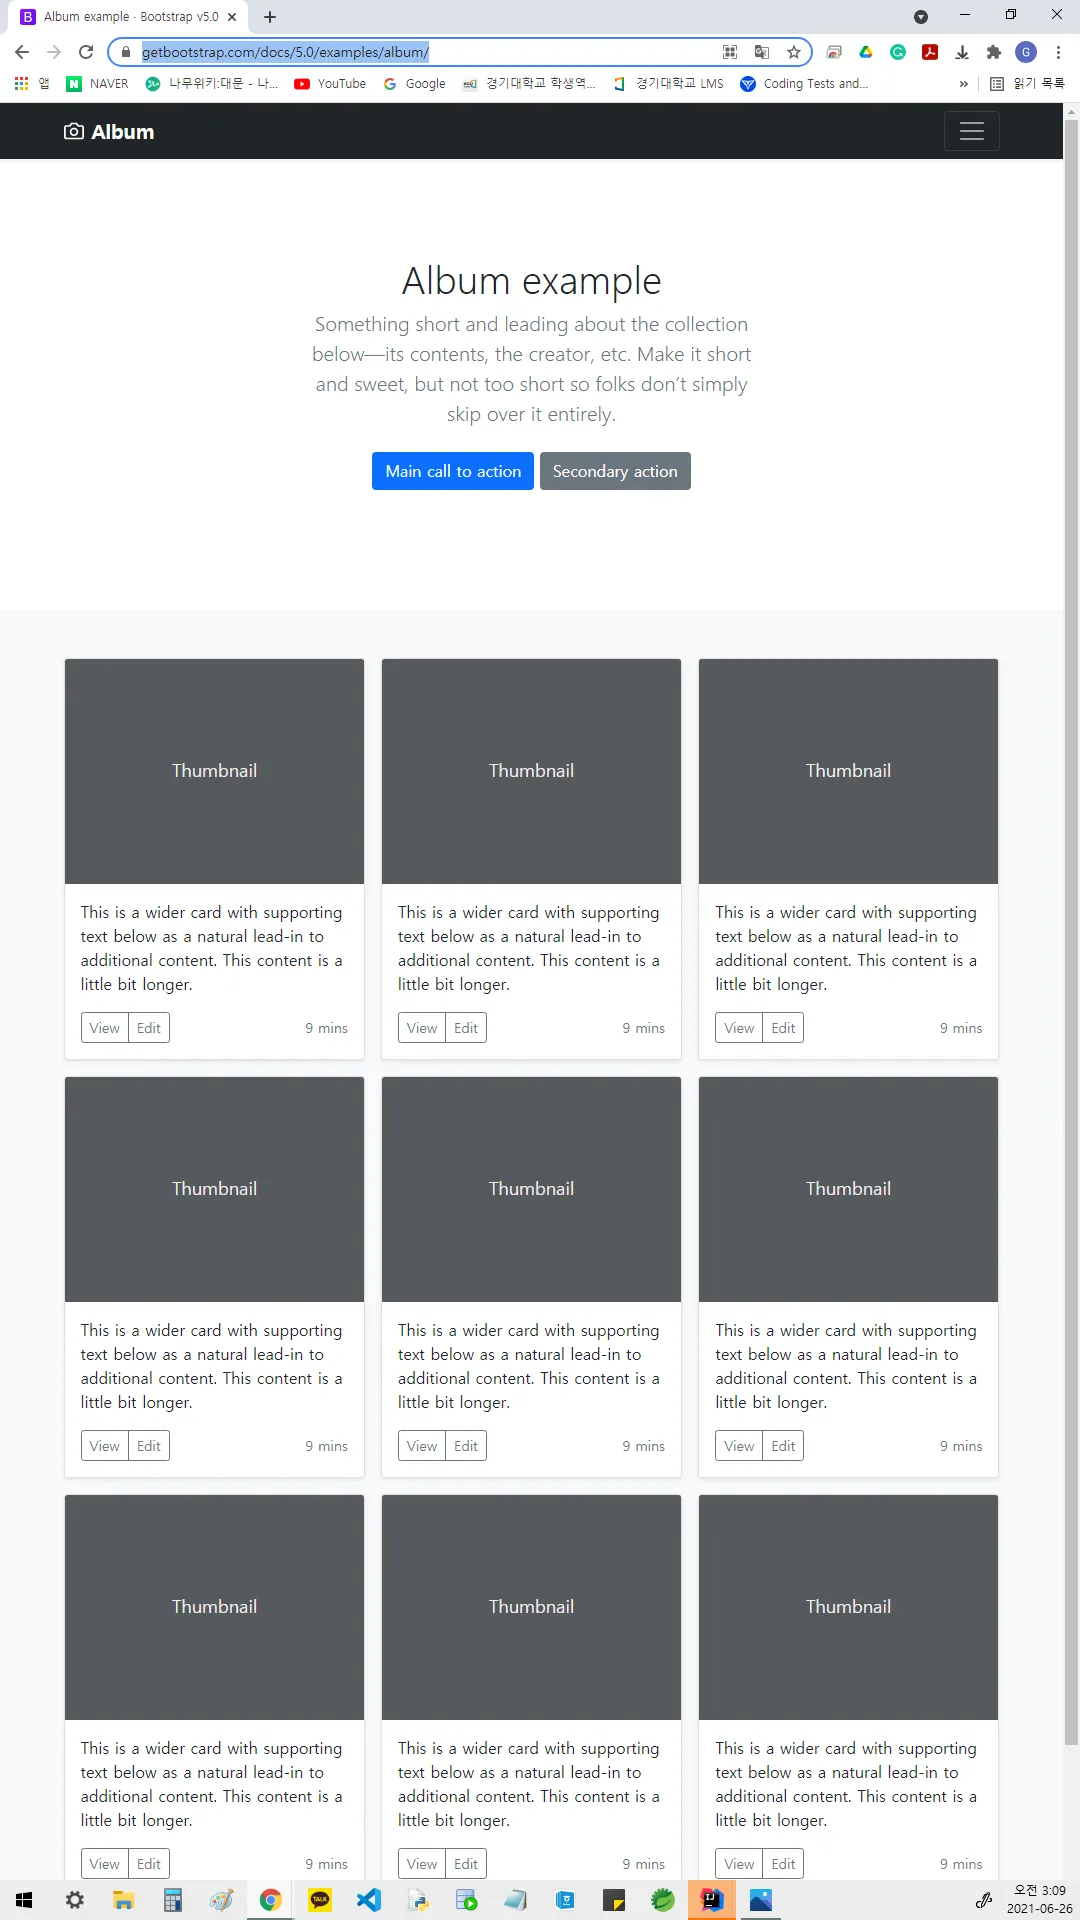 Album example · Bootstrap v5.0
getbootstrap.com/docs/5.0/examples/album/
앱 NAVER 나무위키:대문 - 나... YouTube Google 경기대학교 학생역... 경기대학교 LMS Coding Tests and... » 읽기 목록
Album
Album example
Something short and leading about the collection
below—its contents, the creator, etc. Make it short
and sweet, but not too short so folks don’t simply
skip over it entirely.
Main call to action Secondary action
Thumbnail Thumbnail Thumbnail
This is a wider card with supporting This is a wider card with supporting This is a wider card with supporting
text below as a natural lead-in to text below as a natural lead-in to text below as a natural lead-in to
additional content. This content is a additional content. This content is a additional content. This content is a
little bit longer. little bit longer. little bit longer.
View Edit 9 mins View Edit 9 mins View Edit 9 mins
Thumbnail Thumbnail Thumbnail
This is a wider card with supporting This is a wider card with supporting This is a wider card with supporting
text below as a natural lead-in to text below as a natural lead-in to text below as a natural lead-in to
additional content. This content is a additional content. This content is a additional content. This content is a
little bit longer. little bit longer. little bit longer.
View Edit 9 mins View Edit 9 mins View Edit 9 mins
Thumbnail Thumbnail Thumbnail
This is a wider card with supporting This is a wider card with supporting This is a wider card with supporting
text below as a natural lead-in to text below as a natural lead-in to text below as a natural lead-in to
additional content. This content is a additional content. This content is a additional content. This content is a
little bit longer. little bit longer. little bit longer.
View Edit 9 mins View Edit 9 mins View Edit 9 mins
오전 3:09
2021-06-26